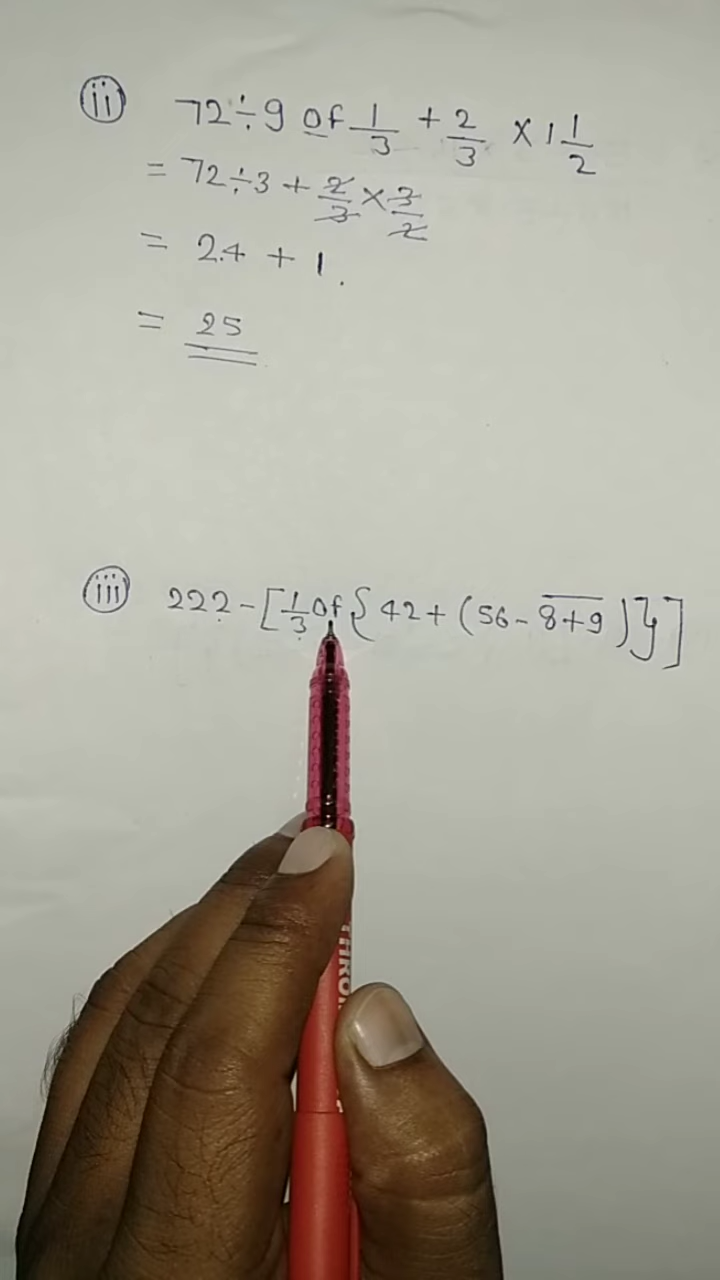 (ii) 72÷9 of 1/3 + 2/3 × 1 1/2
= 72÷3 + 2/3 × 3/2
= 24 + 1.
= 25
(iii) 222 - [1/3 of {42 + (56 - 8+9)}]